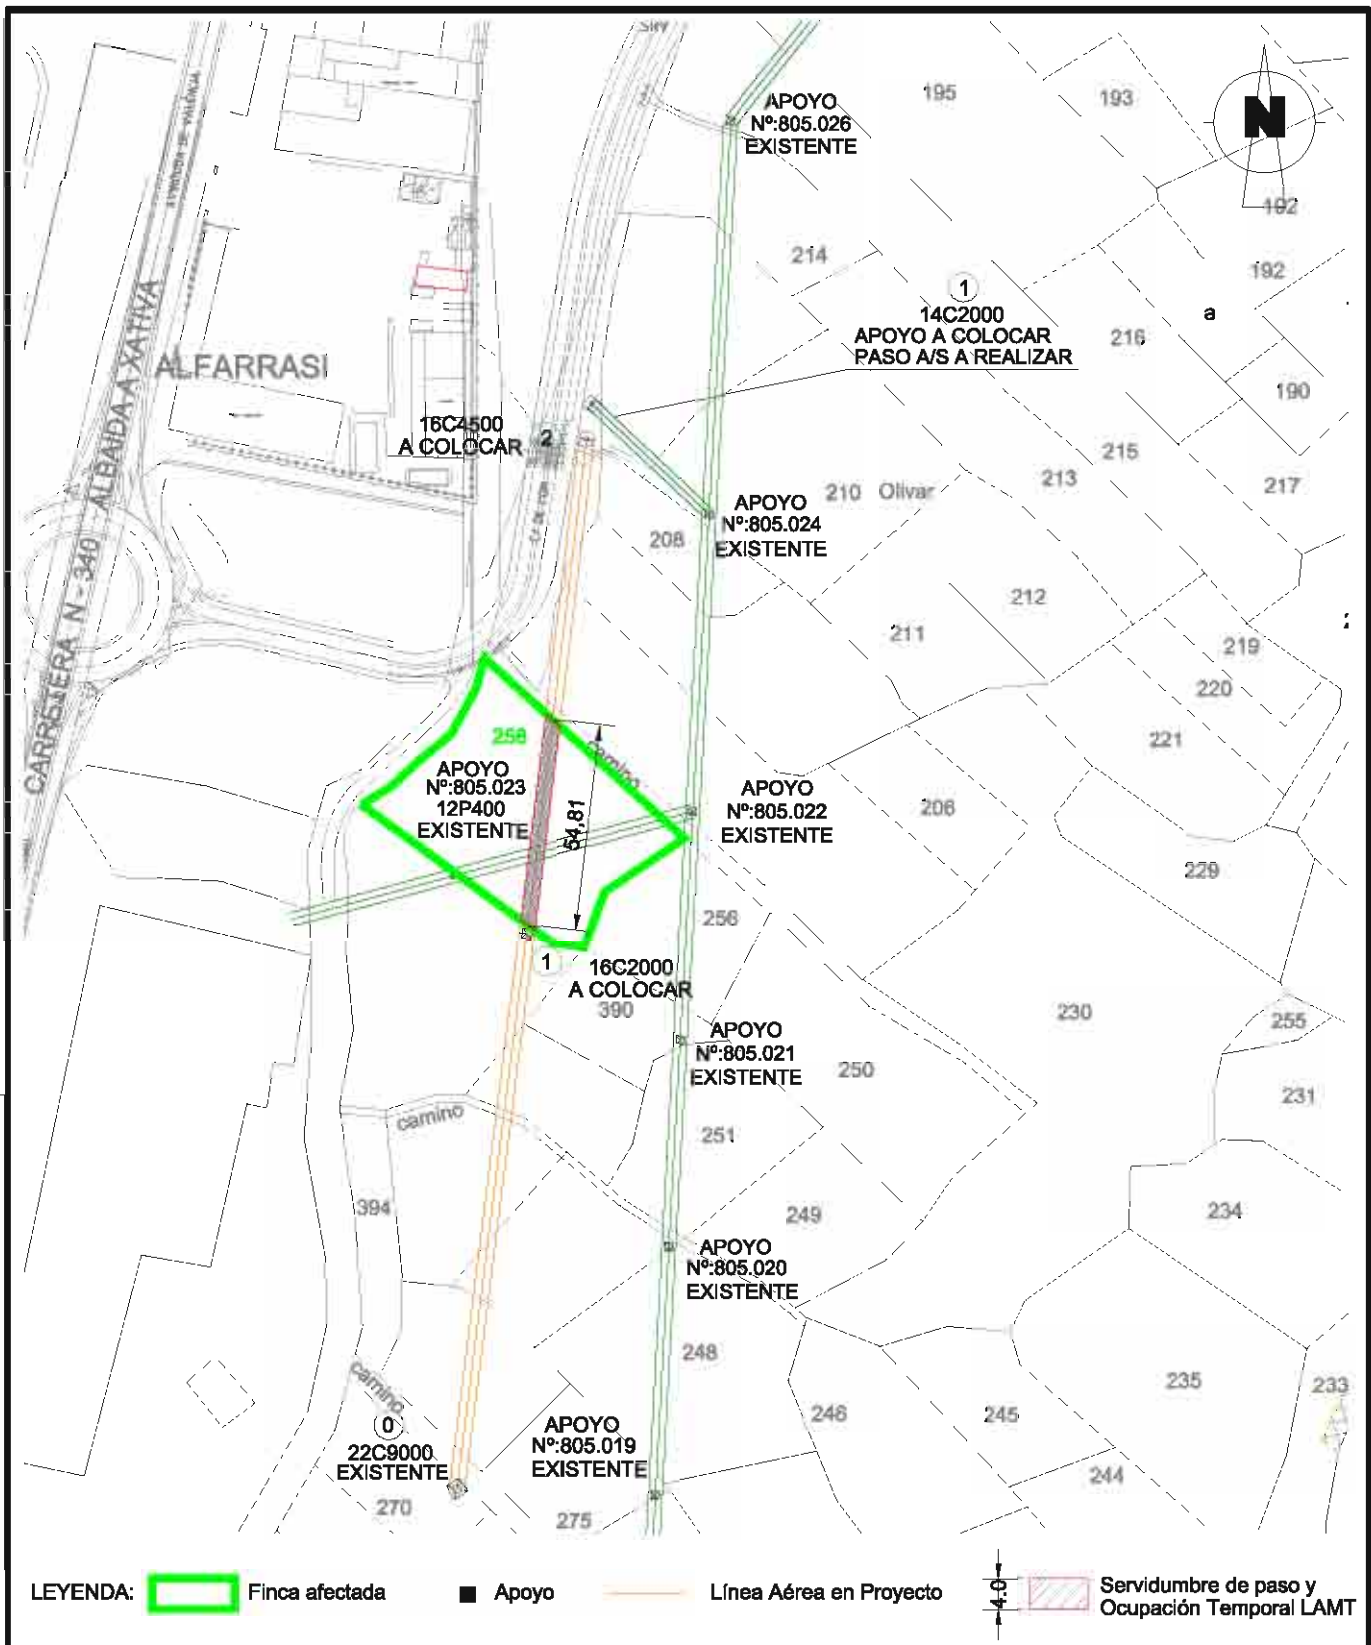 APOYO
Nº:805.026
EXISTENTE
195
193
192
214
192
1
14C2000
APOYO A COLOCAR
PASO A/S A REALIZAR
a
216
190
AVINGUDA DE VALENCIA
ALFARRASI
CARRETERA N - 340 ALBAIDA A XATIVA
16C4500
A COLOCAR
2
215
213
217
210 Olivar
APOYO
Nº:805.024
EXISTENTE
208
212
211
219
220
221
258
camino
APOYO
Nº:805.023
12P400
EXISTENTE
54,81
APOYO
Nº:805.022
EXISTENTE
206
229
256
1
16C2000
A COLOCAR
390
230
255
APOYO
Nº:805.021
EXISTENTE
250
231
camino
251
394
249
234
APOYO
Nº:805.020
EXISTENTE
248
235
233
camino
0
22C9000
EXISTENTE
APOYO
Nº:805.019
EXISTENTE
246
245
244
270
275
LEYENDA:
Finca afectada
Apoyo
Línea Aérea en Proyecto
4.0
Servidumbre de paso y
Ocupación Temporal LAMT
N